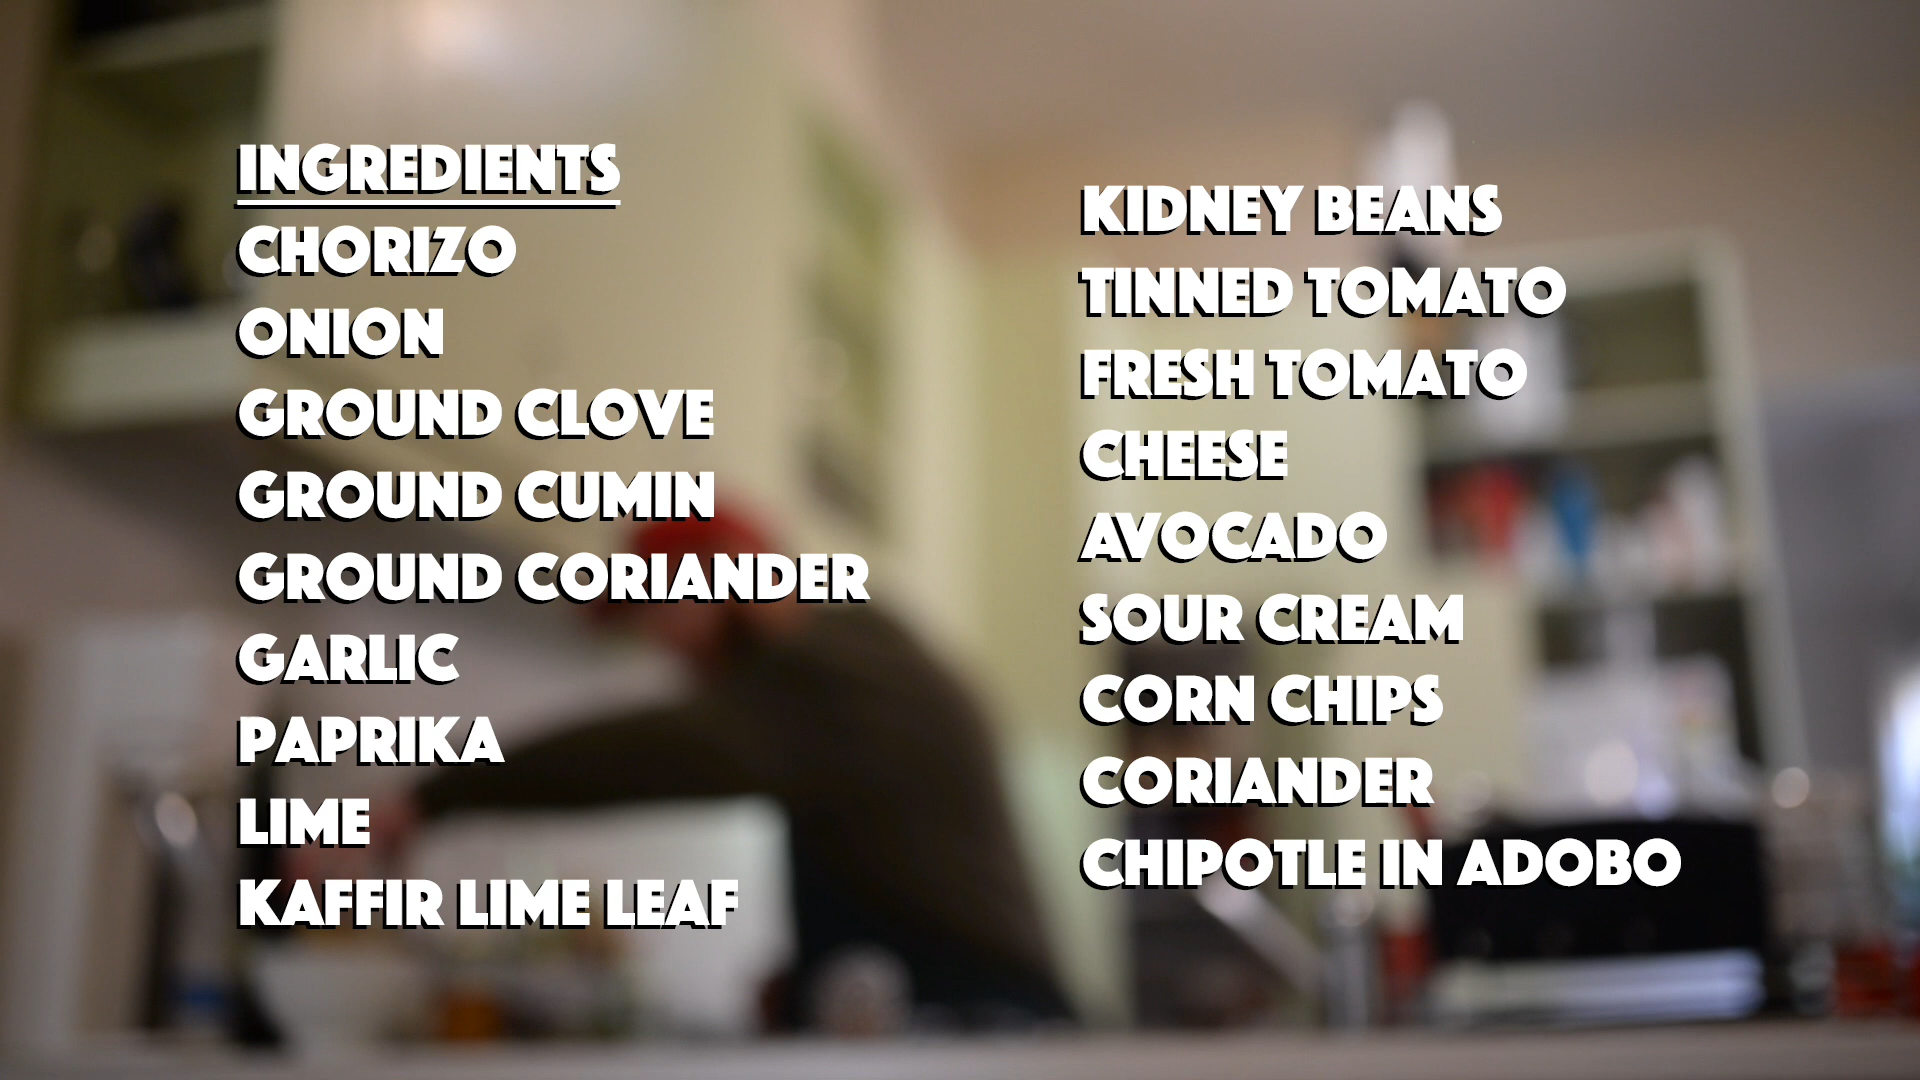 INGREDIENTS
CHORIZO
ONION
GROUND CLOVE
GROUND CUMIN
GROUND CORIANDER
GARLIC
PAPRIKA
LIME
KAFFIR LIME LEAF
KIDNEY BEANS
TINNED TOMATO
FRESH TOMATO
CHEESE
AVOCADO
SOUR CREAM
CORN CHIPS
CORIANDER
CHIPOTLE IN ADOBO